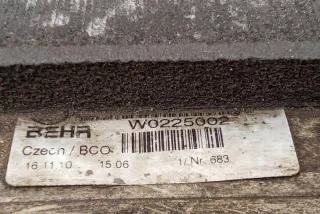 W0225002
BEHR
Czech / BCO
16.11.10 15.06 1/ Nr. 683